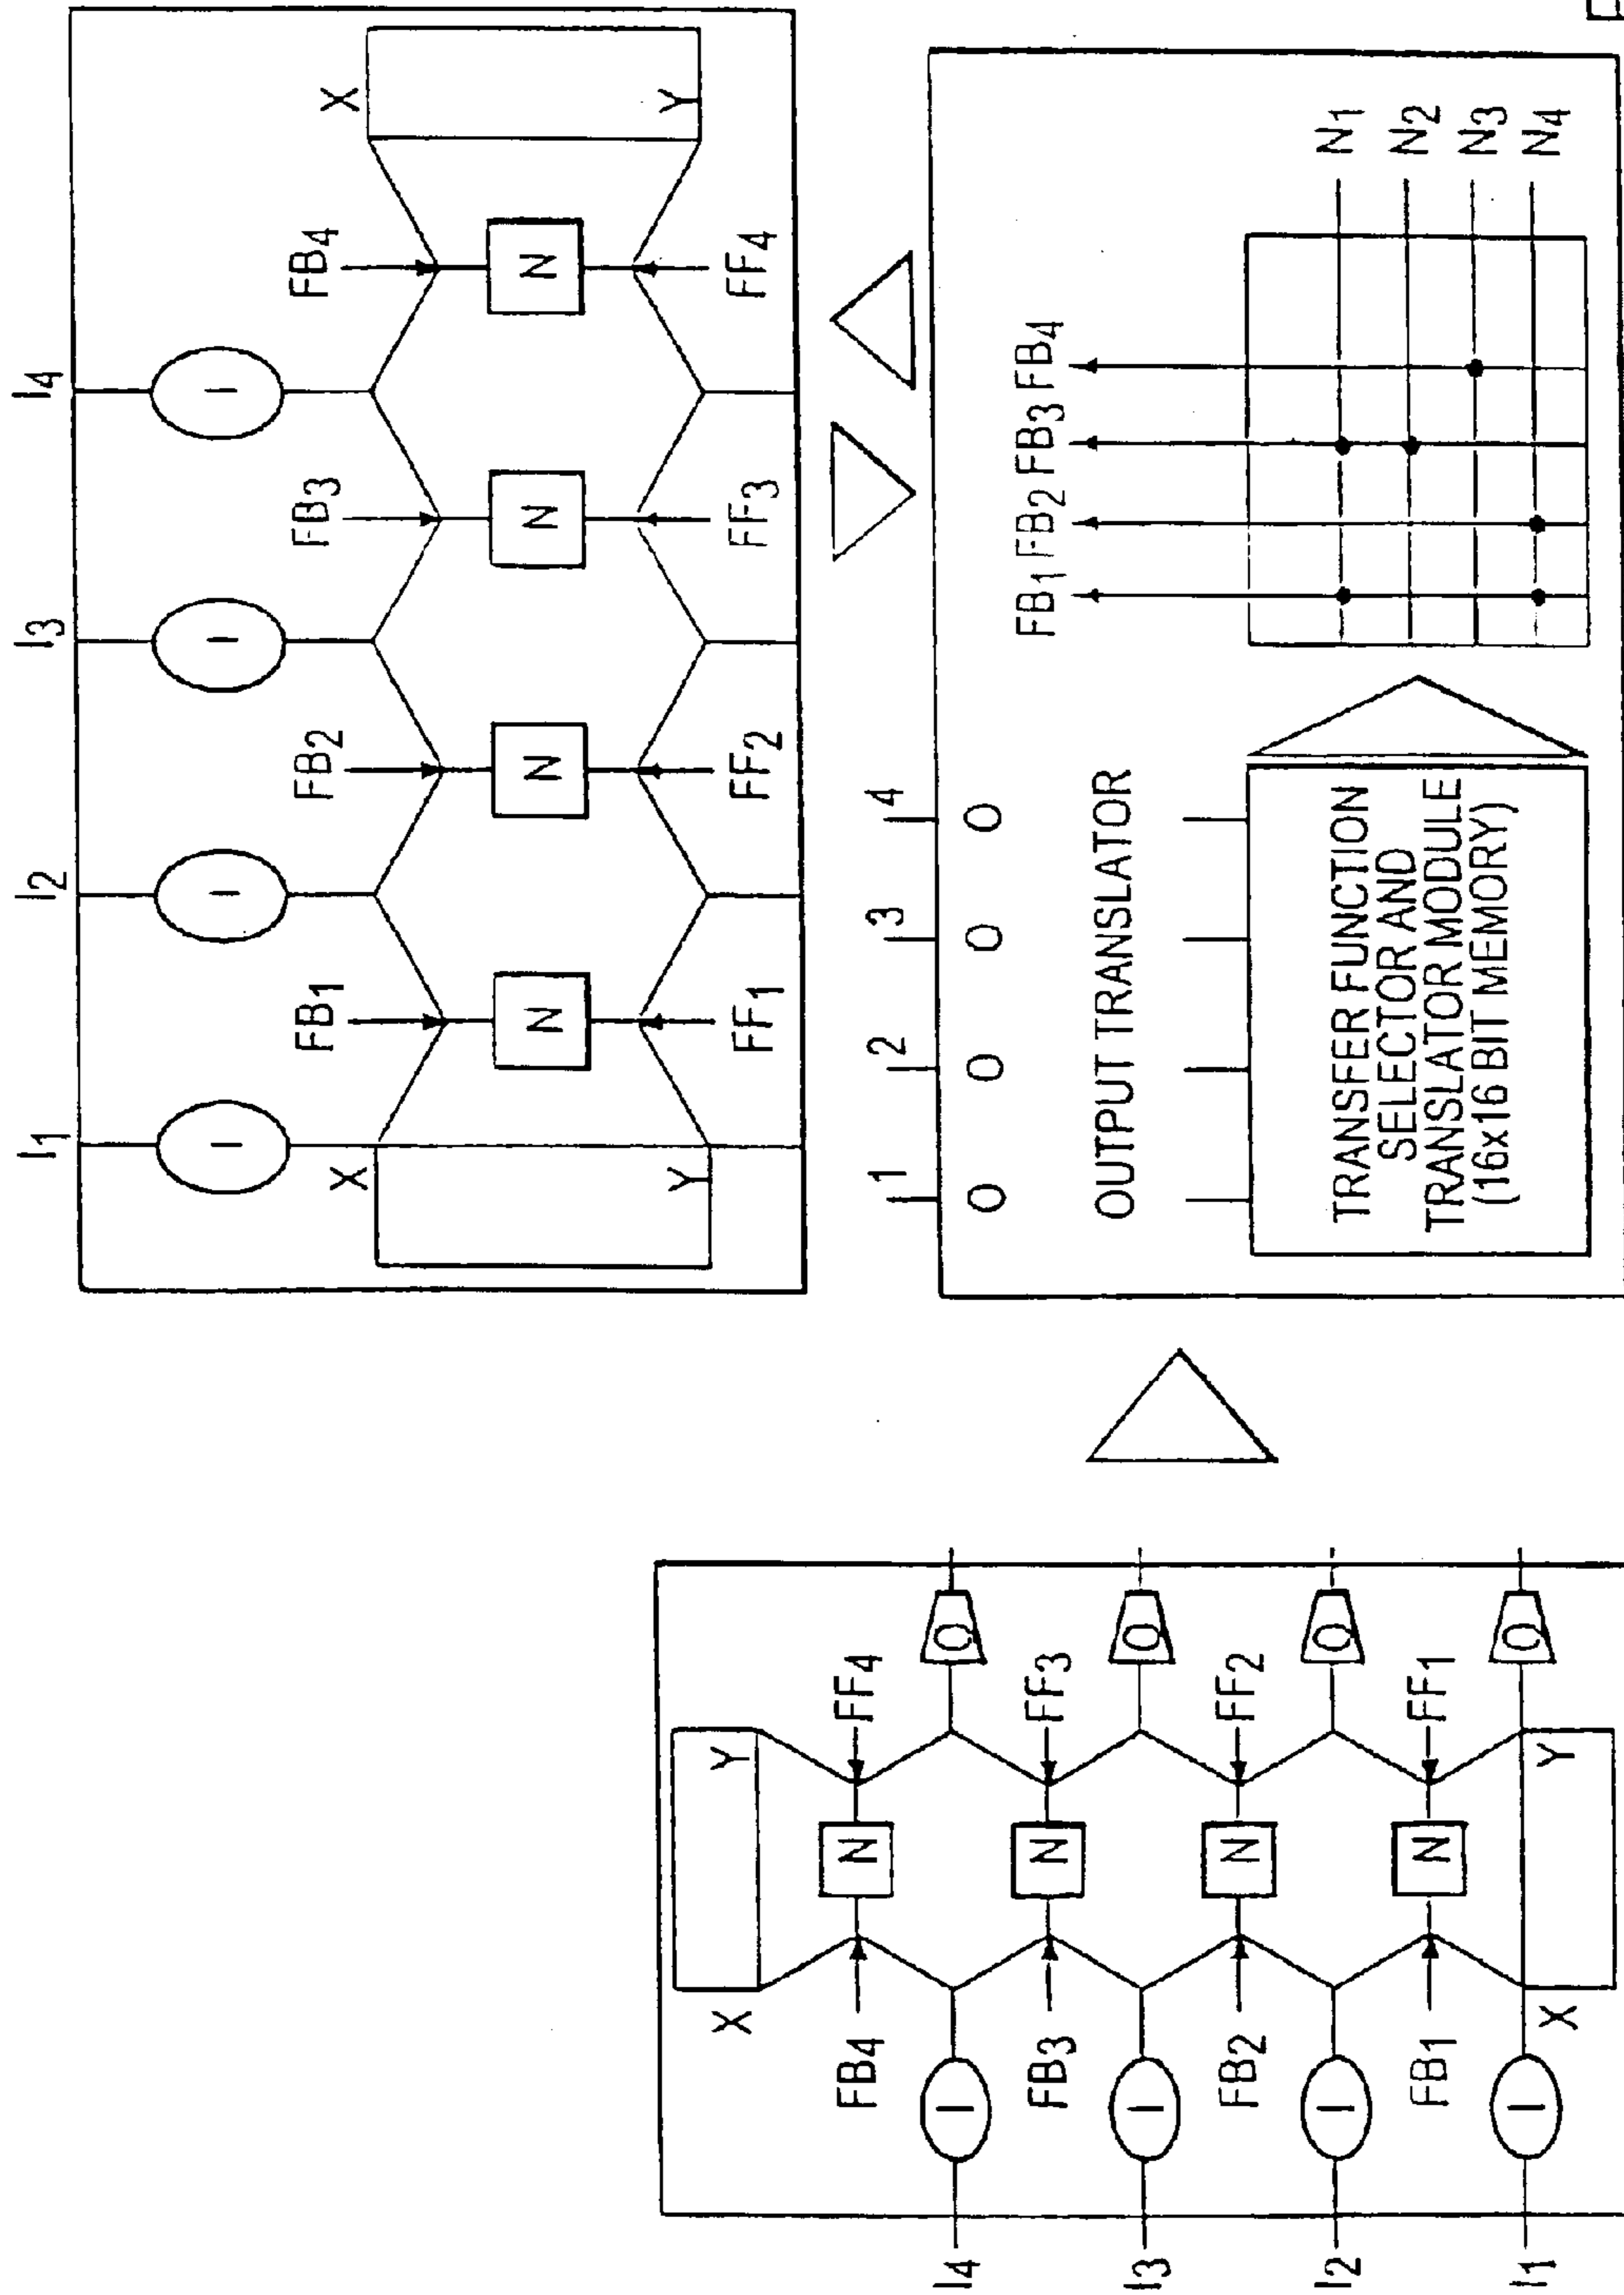 I1 I2 I3 I4
FB1 FB2 FB3 FB4
X
X
N N N N
Y
Y
FF1 FF2 FF3 FF4
1 2 3 4
O O O O
OUTPUT TRANSLATOR
TRANSFER FUNCTION
SELECTOR AND
TRANSLATOR MODULE
(16x16 BIT MEMORY)
FB1 FB2 FB3 FB4
N1
N2
N3
N4
I I I I
X
Y
FB4 N FF4
I4 I O
FB3 N FF3
I3 I O
FB2 N FF2
I2 I O
FB1 N FF1
I1 I O
X
Y